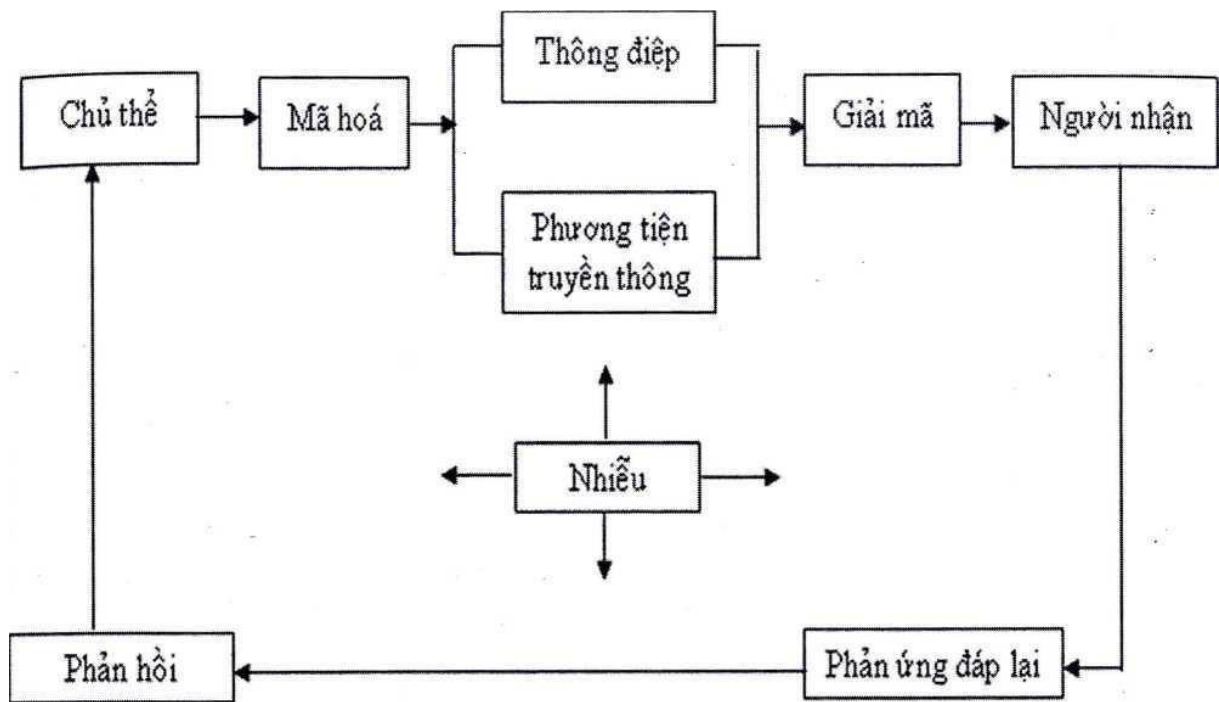 Thông điệp
Chủ thể
Mã hoá
Giải mã
Người nhận
Phương tiện
truyền thông
Nhiễu
Phản hồi
Phản ứng đáp lại